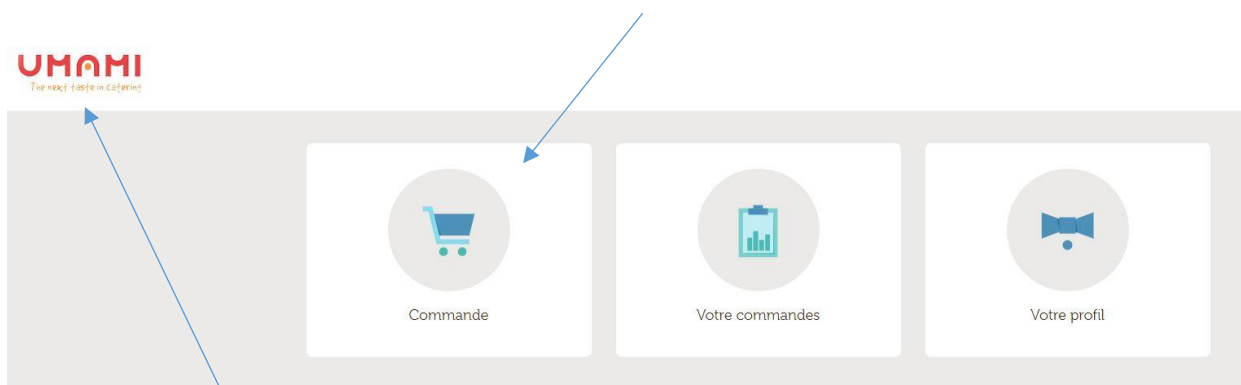 UMAMI
The next taste in Catering
Commande
Votre commandes
Votre profil